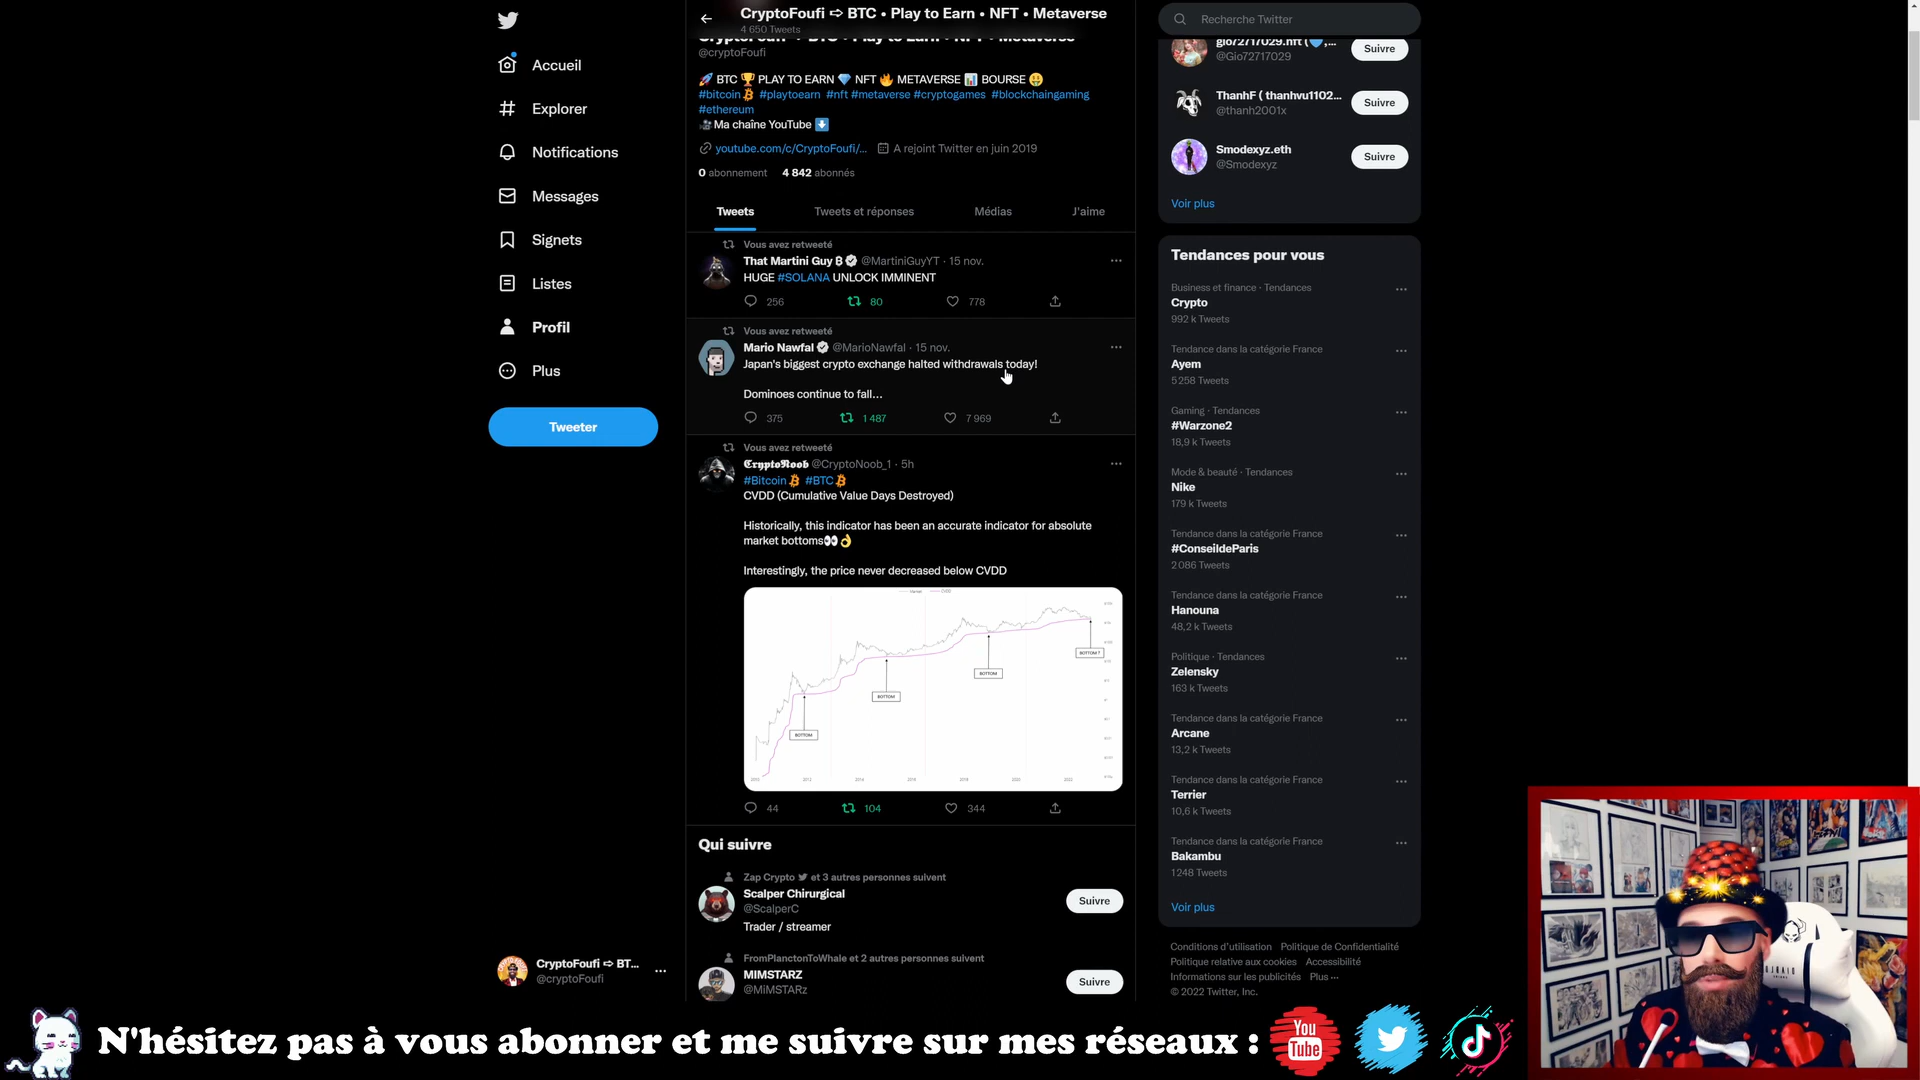 Accueil
Explorer
Notifications
Messages
Signets
Listes
Profil
Plus
Tweeter
CryptoFoufi ➪ BT...
@cryptoFoufi
CryptoFoufi ➪ BTC • Play to Earn • NFT • Metaverse
4 650 Tweets
@cryptoFoufi
🚀 BTC 🏆 PLAY TO EARN 💎 NFT 🔥 METAVERSE 📊 BOURSE 🤑
#bitcoin #playtoearn #nft #metaverse #cryptogames #blockchaingaming
#ethereum
🎥Ma chaîne YouTube ⬇️
youtube.com/c/CryptoFoufi/... A rejoint Twitter en juin 2019
0 abonnement 4 842 abonnés
Tweets Tweets et réponses Médias J'aime
Vous avez retweeté
That Martini Guy ₿ @MartiniGuyYT · 15 nov.
HUGE #SOLANA UNLOCK IMMINENT
256 80 778
Vous avez retweeté
Mario Nawfal @MarioNawfal · 15 nov.
Japan's biggest crypto exchange halted withdrawals today!
Dominoes continue to fall...
375 1 487 7 969
Vous avez retweeté
𝕮𝖗𝖞𝖕𝖙𝖔𝕹𝖔𝖔𝖇 @CryptoNoob_1 · 5h
#Bitcoin #BTC
CVDD (Cumulative Value Days Destroyed)
Historically, this indicator has been an accurate indicator for absolute
market bottoms👀👌
Interestingly, the price never decreased below CVDD
Market CVDD
BOTTOM ?
BOTTOM
BOTTOM
BOTTOM
44 104 344
Qui suivre
Zap Crypto et 3 autres personnes suivent
Scalper Chirurgical
@ScalperC
Trader / streamer
Suivre
FromPlanctonToWhale et 2 autres personnes suivent
MIMSTARZ
@MiMSTARz
Suivre
Recherche Twitter
gio72717029.nft (💙,...
@Gio72717029
Suivre
ThanhF ( thanhvu1102...
@thanh2001x
Suivre
Smodexyz.eth
@Smodexyz
Suivre
Voir plus
Tendances pour vous
Business et finance · Tendances
Crypto
992 k Tweets
Tendance dans la catégorie France
Ayem
5 258 Tweets
Gaming · Tendances
#Warzone2
18,9 k Tweets
Mode & beauté · Tendances
Nike
179 k Tweets
Tendance dans la catégorie France
#ConseildeParis
2 086 Tweets
Tendance dans la catégorie France
Hanouna
48,2 k Tweets
Politique · Tendances
Zelensky
163 k Tweets
Tendance dans la catégorie France
Arcane
13,2 k Tweets
Tendance dans la catégorie France
Terrier
10,6 k Tweets
Tendance dans la catégorie France
Bakambu
1 248 Tweets
Voir plus
Conditions d'utilisation Politique de Confidentialité
Politique relative aux cookies Accessibilité
Informations sur les publicités Plus ...
© 2022 Twitter, Inc.
N'hésitez pas à vous abonner et me suivre sur mes réseaux :
You
Tube